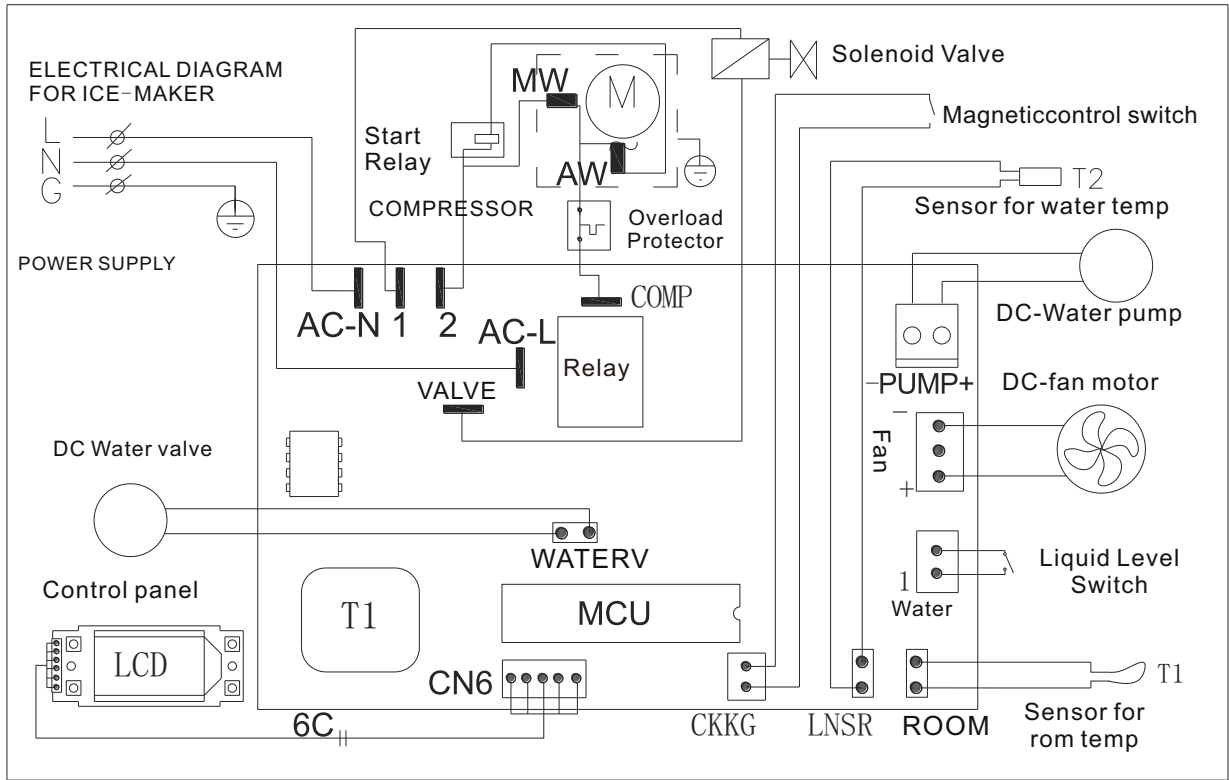 ELECTRICAL DIAGRAM
FOR ICE-MAKER
L
N
G
POWER SUPPLY
Start
Relay
MW
M
AW
COMPRESSOR
Overload
Protector
Solenoid Valve
Magneticcontrol switch
T2
Sensor for water temp
DC-Water pump
AC-N
1
2
COMP
AC-L
Relay
VALVE
-PUMP+
DC-fan motor
-
Fan
+
DC Water valve
WATERV
Liquid Level
Switch
1
Water
Control panel
LCD
T1
MCU
CN6
6C
CKKG
LNSR
ROOM
T1
Sensor for
rom temp